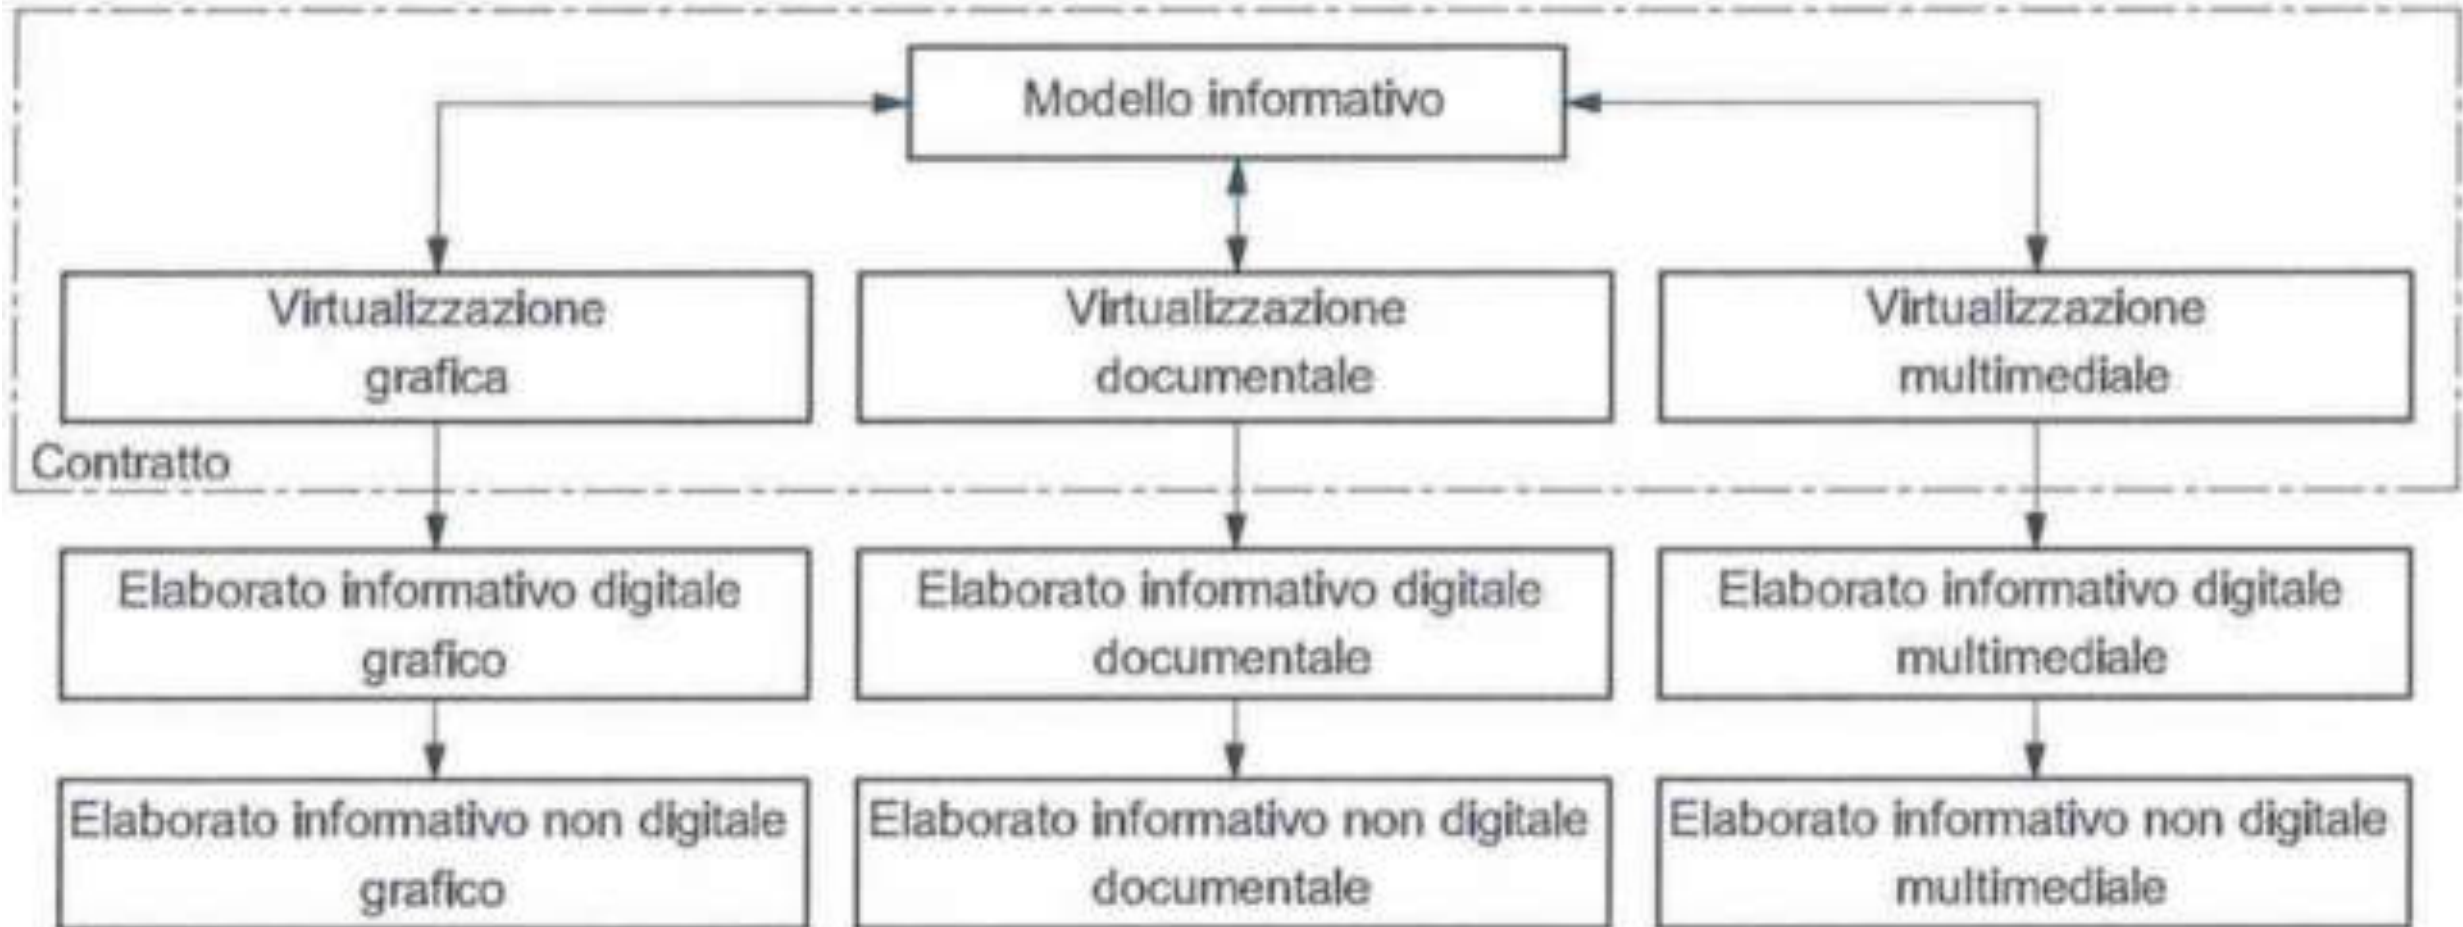 Modello informativo
Virtualizzazione
grafica
Virtualizzazione
documentale
Virtualizzazione
multimediale
Contratto
Elaborato informativo digitale
grafico
Elaborato informativo digitale
documentale
Elaborato informativo digitale
multimediale
Elaborato informativo non digitale
grafico
Elaborato informativo non digitale
documentale
Elaborato informativo non digitale
multimediale